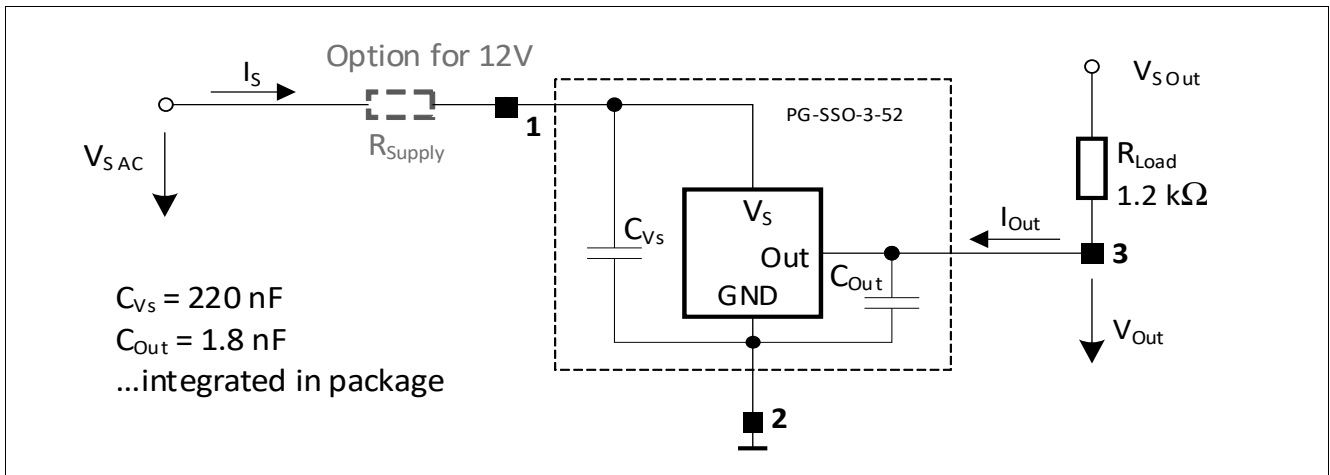 Option for 12V
I_S
R_Supply
1
V_S AC
PG-SSO-3-52
V_S Out
R_Load
1.2 kΩ
V_S
Out
GND
C_Vs
C_Out
I_Out
3
V_Out
2
C_Vs = 220 nF
C_Out = 1.8 nF
...integrated in package